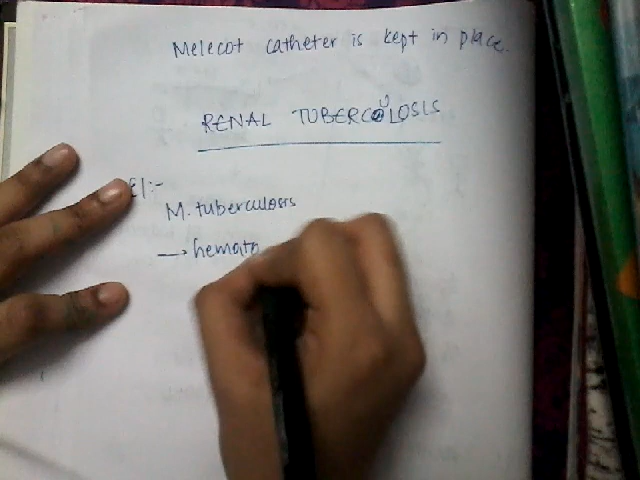 Melecot catheter is kept in place.
RENAL TUBERCULOSIS
M. tuberculosis
→ hemato